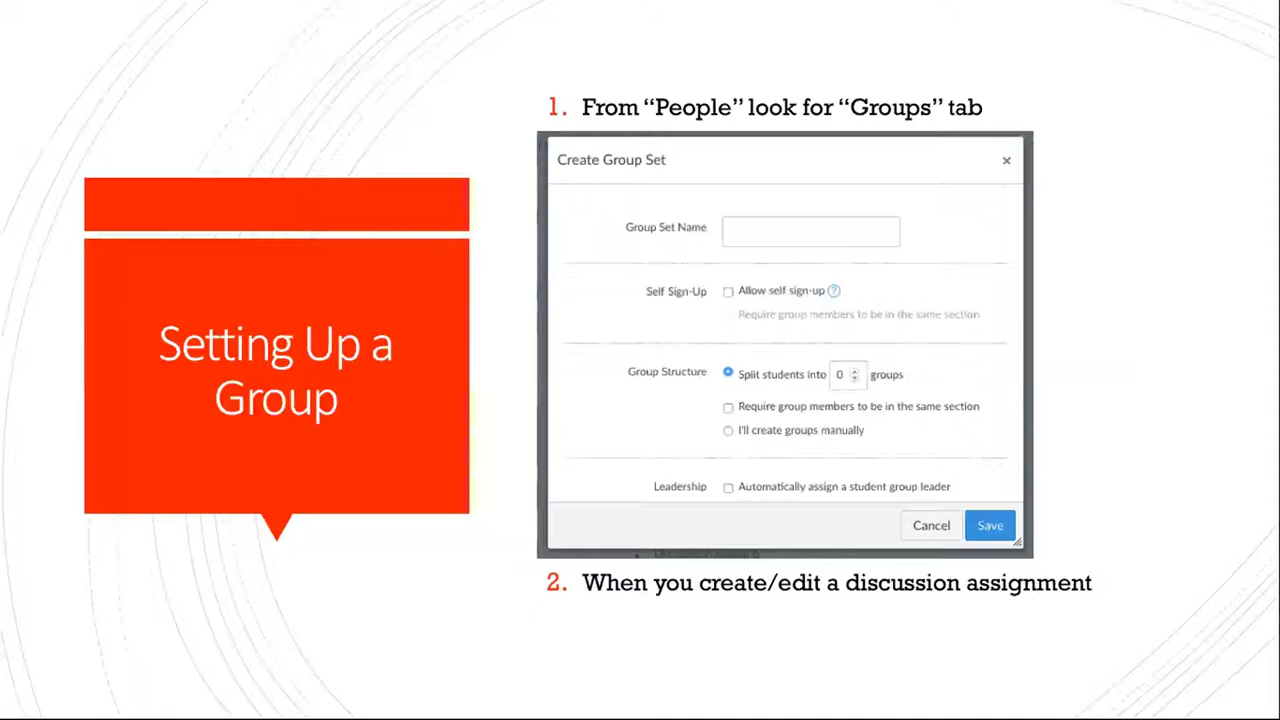 Setting Up a
Group
1. From “People” look for “Groups” tab
Create Group Set ×
Group Set Name
Self Sign-Up Allow self sign-up ?
Require group members to be in the same section
Group Structure Split students into 0 groups
Require group members to be in the same section
I'll create groups manually
Leadership Automatically assign a student group leader
Cancel Save
2. When you create/edit a discussion assignment